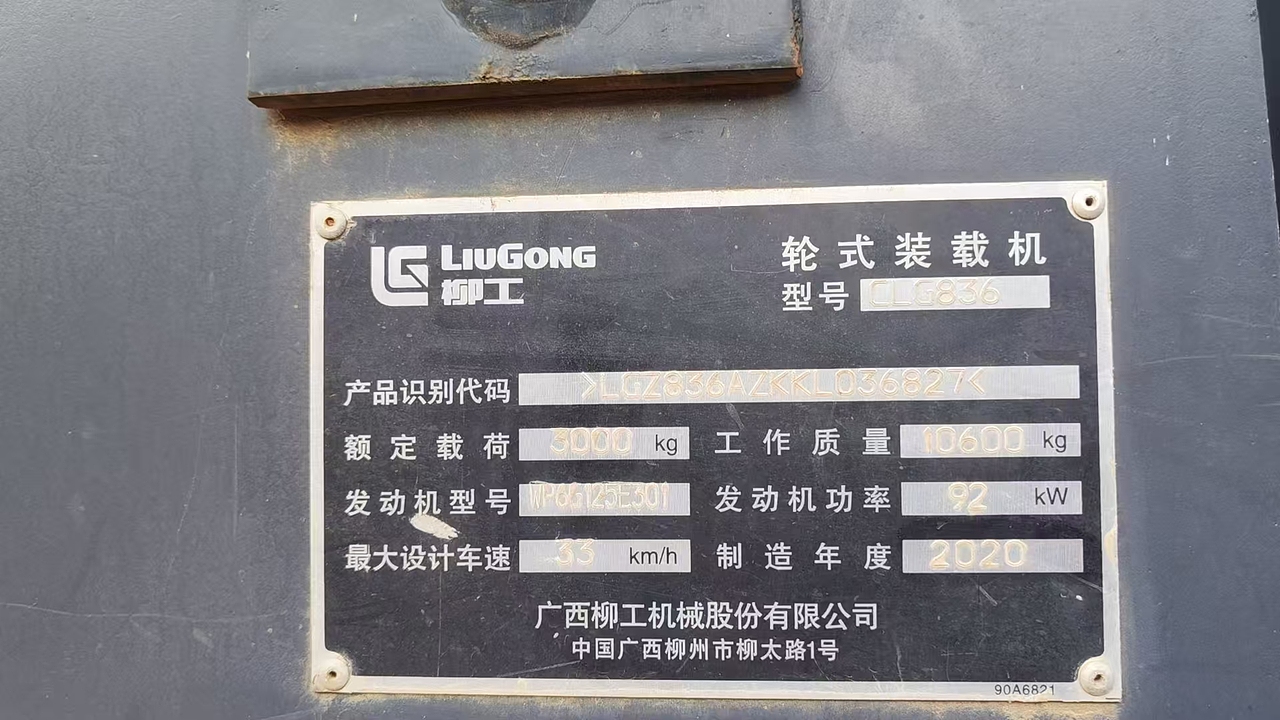 LIUGONG
柳工
轮式装载机
型号 CLG836
产品识别代码 >LGZ836AZKKL036827<
额定载荷 3000 kg 工作质量 10600 kg
发动机型号 WP6G125E301 发动机功率 92 kW
最大设计车速 33 km/h 制造年度 2020
广西柳工机械股份有限公司
中国广西柳州市柳太路1号
90A6821